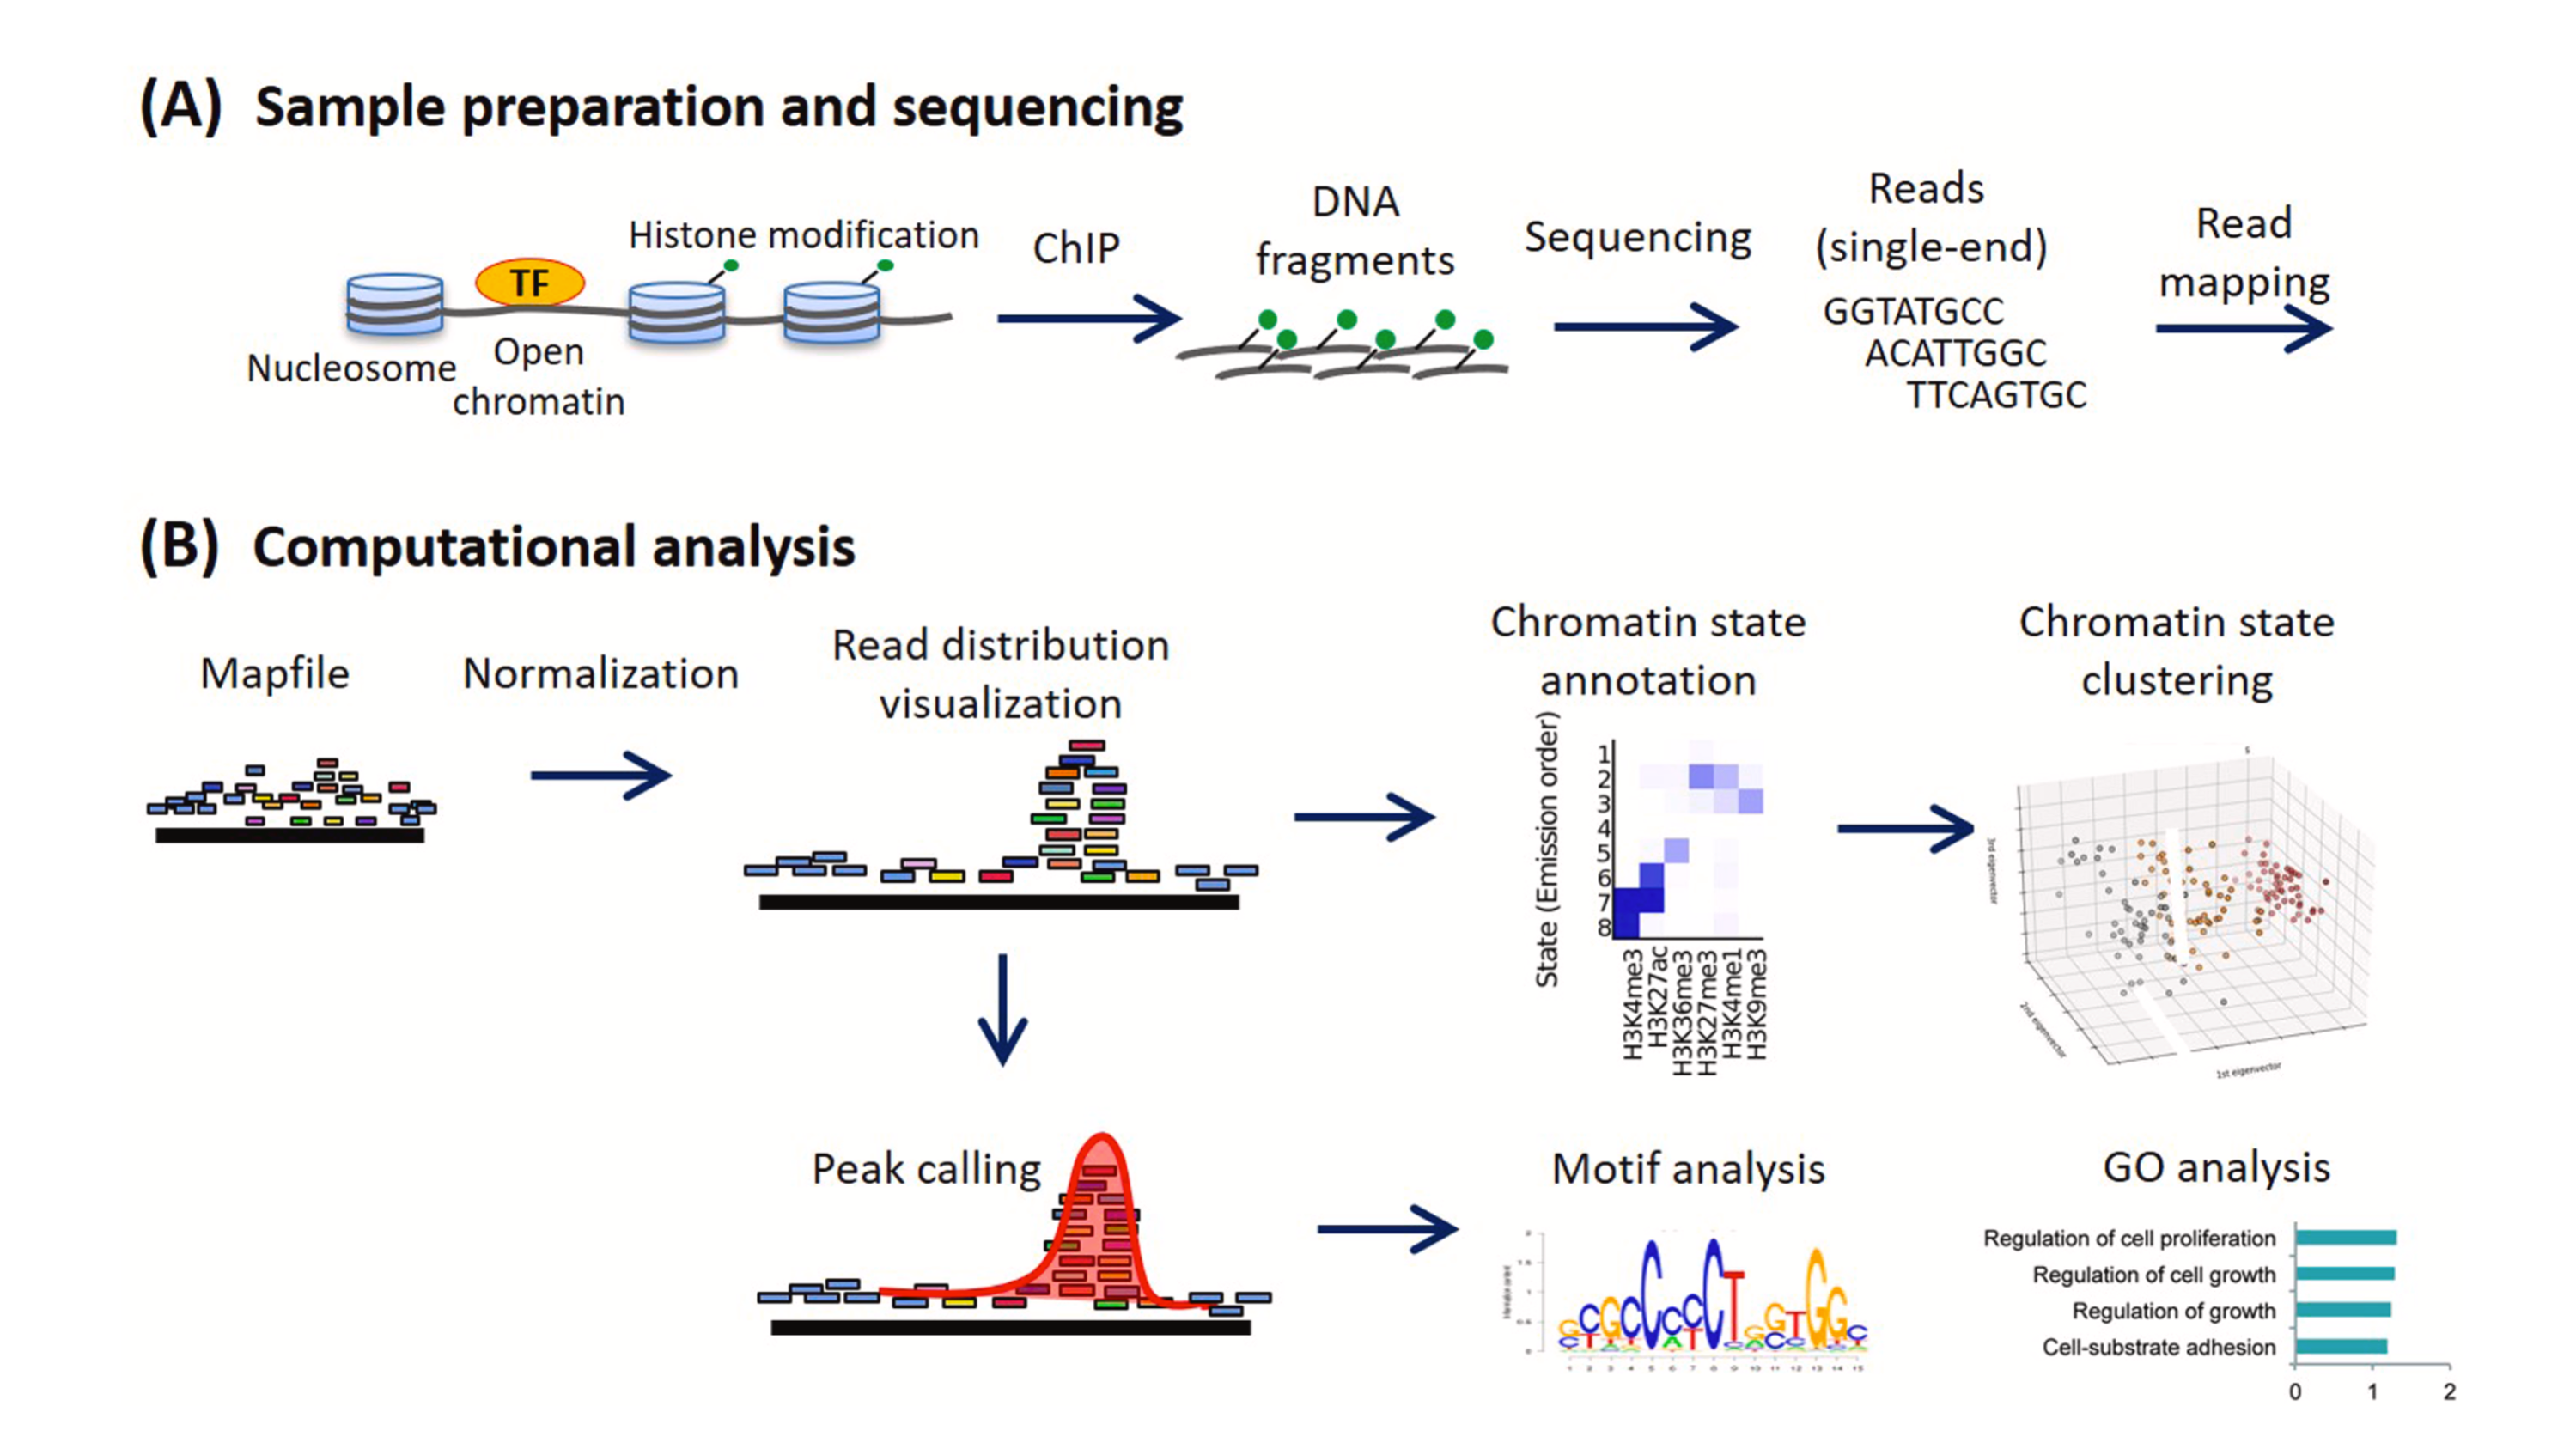 (A) Sample preparation and sequencing
Histone modification
TF
Nucleosome
Open
chromatin
ChIP
DNA
fragments
Sequencing
Reads
(single-end)
GGTATGCC
ACATTGGC
TTCAGTGC
Read
mapping
(B) Computational analysis
Mapfile
Normalization
Read distribution
visualization
Chromatin state
annotation
State (Emission order)
1
2
3
4
5
6
7
8
H3K4me3
H3K27ac
H3K36me3
H3K27me3
H3K4me1
H3K9me3
Chromatin state
clustering
3rd eigenvector
2nd eigenvector
1st eigenvector
Peak calling
Motif analysis
GO analysis
Regulation of cell proliferation
Regulation of cell growth
Regulation of growth
Cell-substrate adhesion
0 1 2